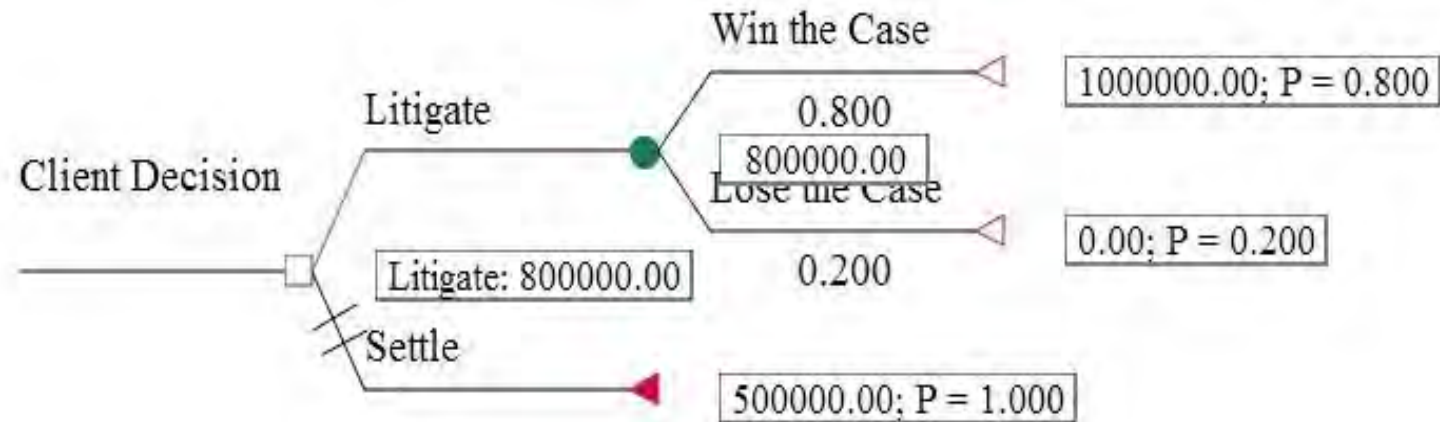 Win the Case
1000000.00; P = 0.800
Litigate
0.800
800000.00
Client Decision
Lose the Case
0.00; P = 0.200
Litigate: 800000.00
0.200
Settle
500000.00; P = 1.000